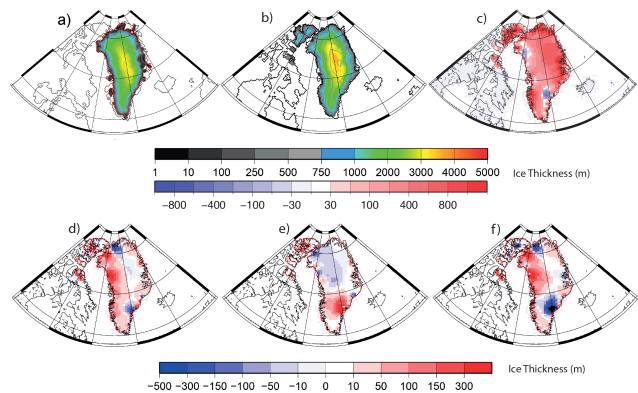 a) b) c)
1 10 100 250 500 750 1000 2000 3000 4000 5000 Ice Thickness (m)
−800 −400 −100 −30 30 100 400 800
d) e) f)
−500 −300 −150 −100 −50 −10 0 10 50 100 150 300 Ice Thickness (m)